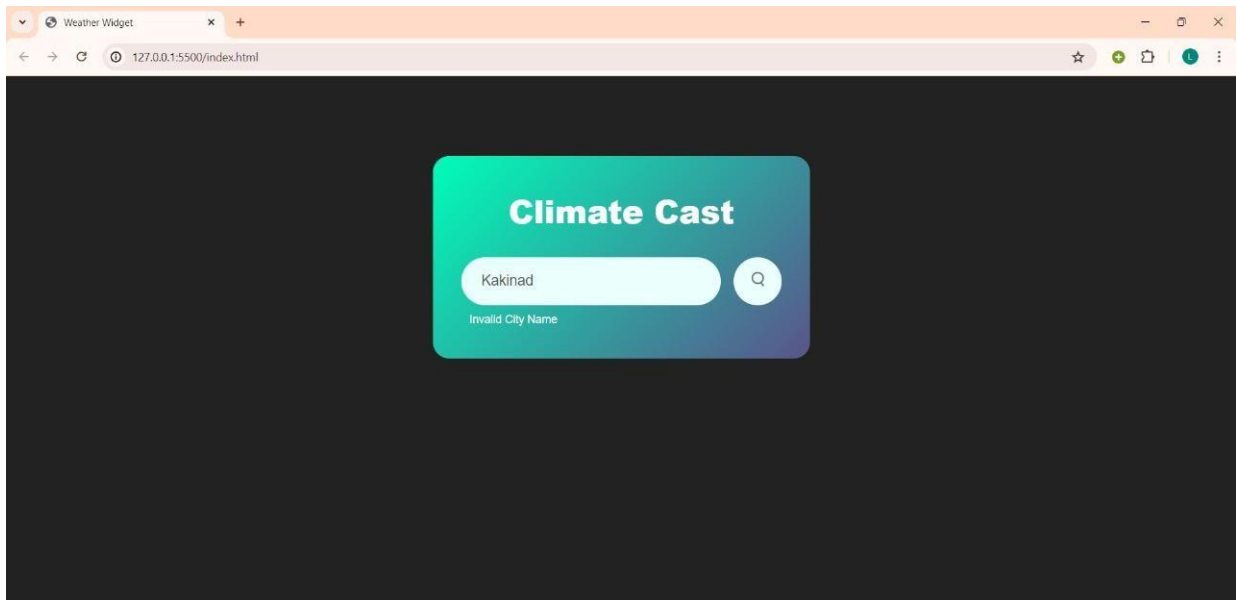 Weather Widget
127.0.0.1:5500/index.html
L
Climate Cast
Kakinad
Invalid City Name